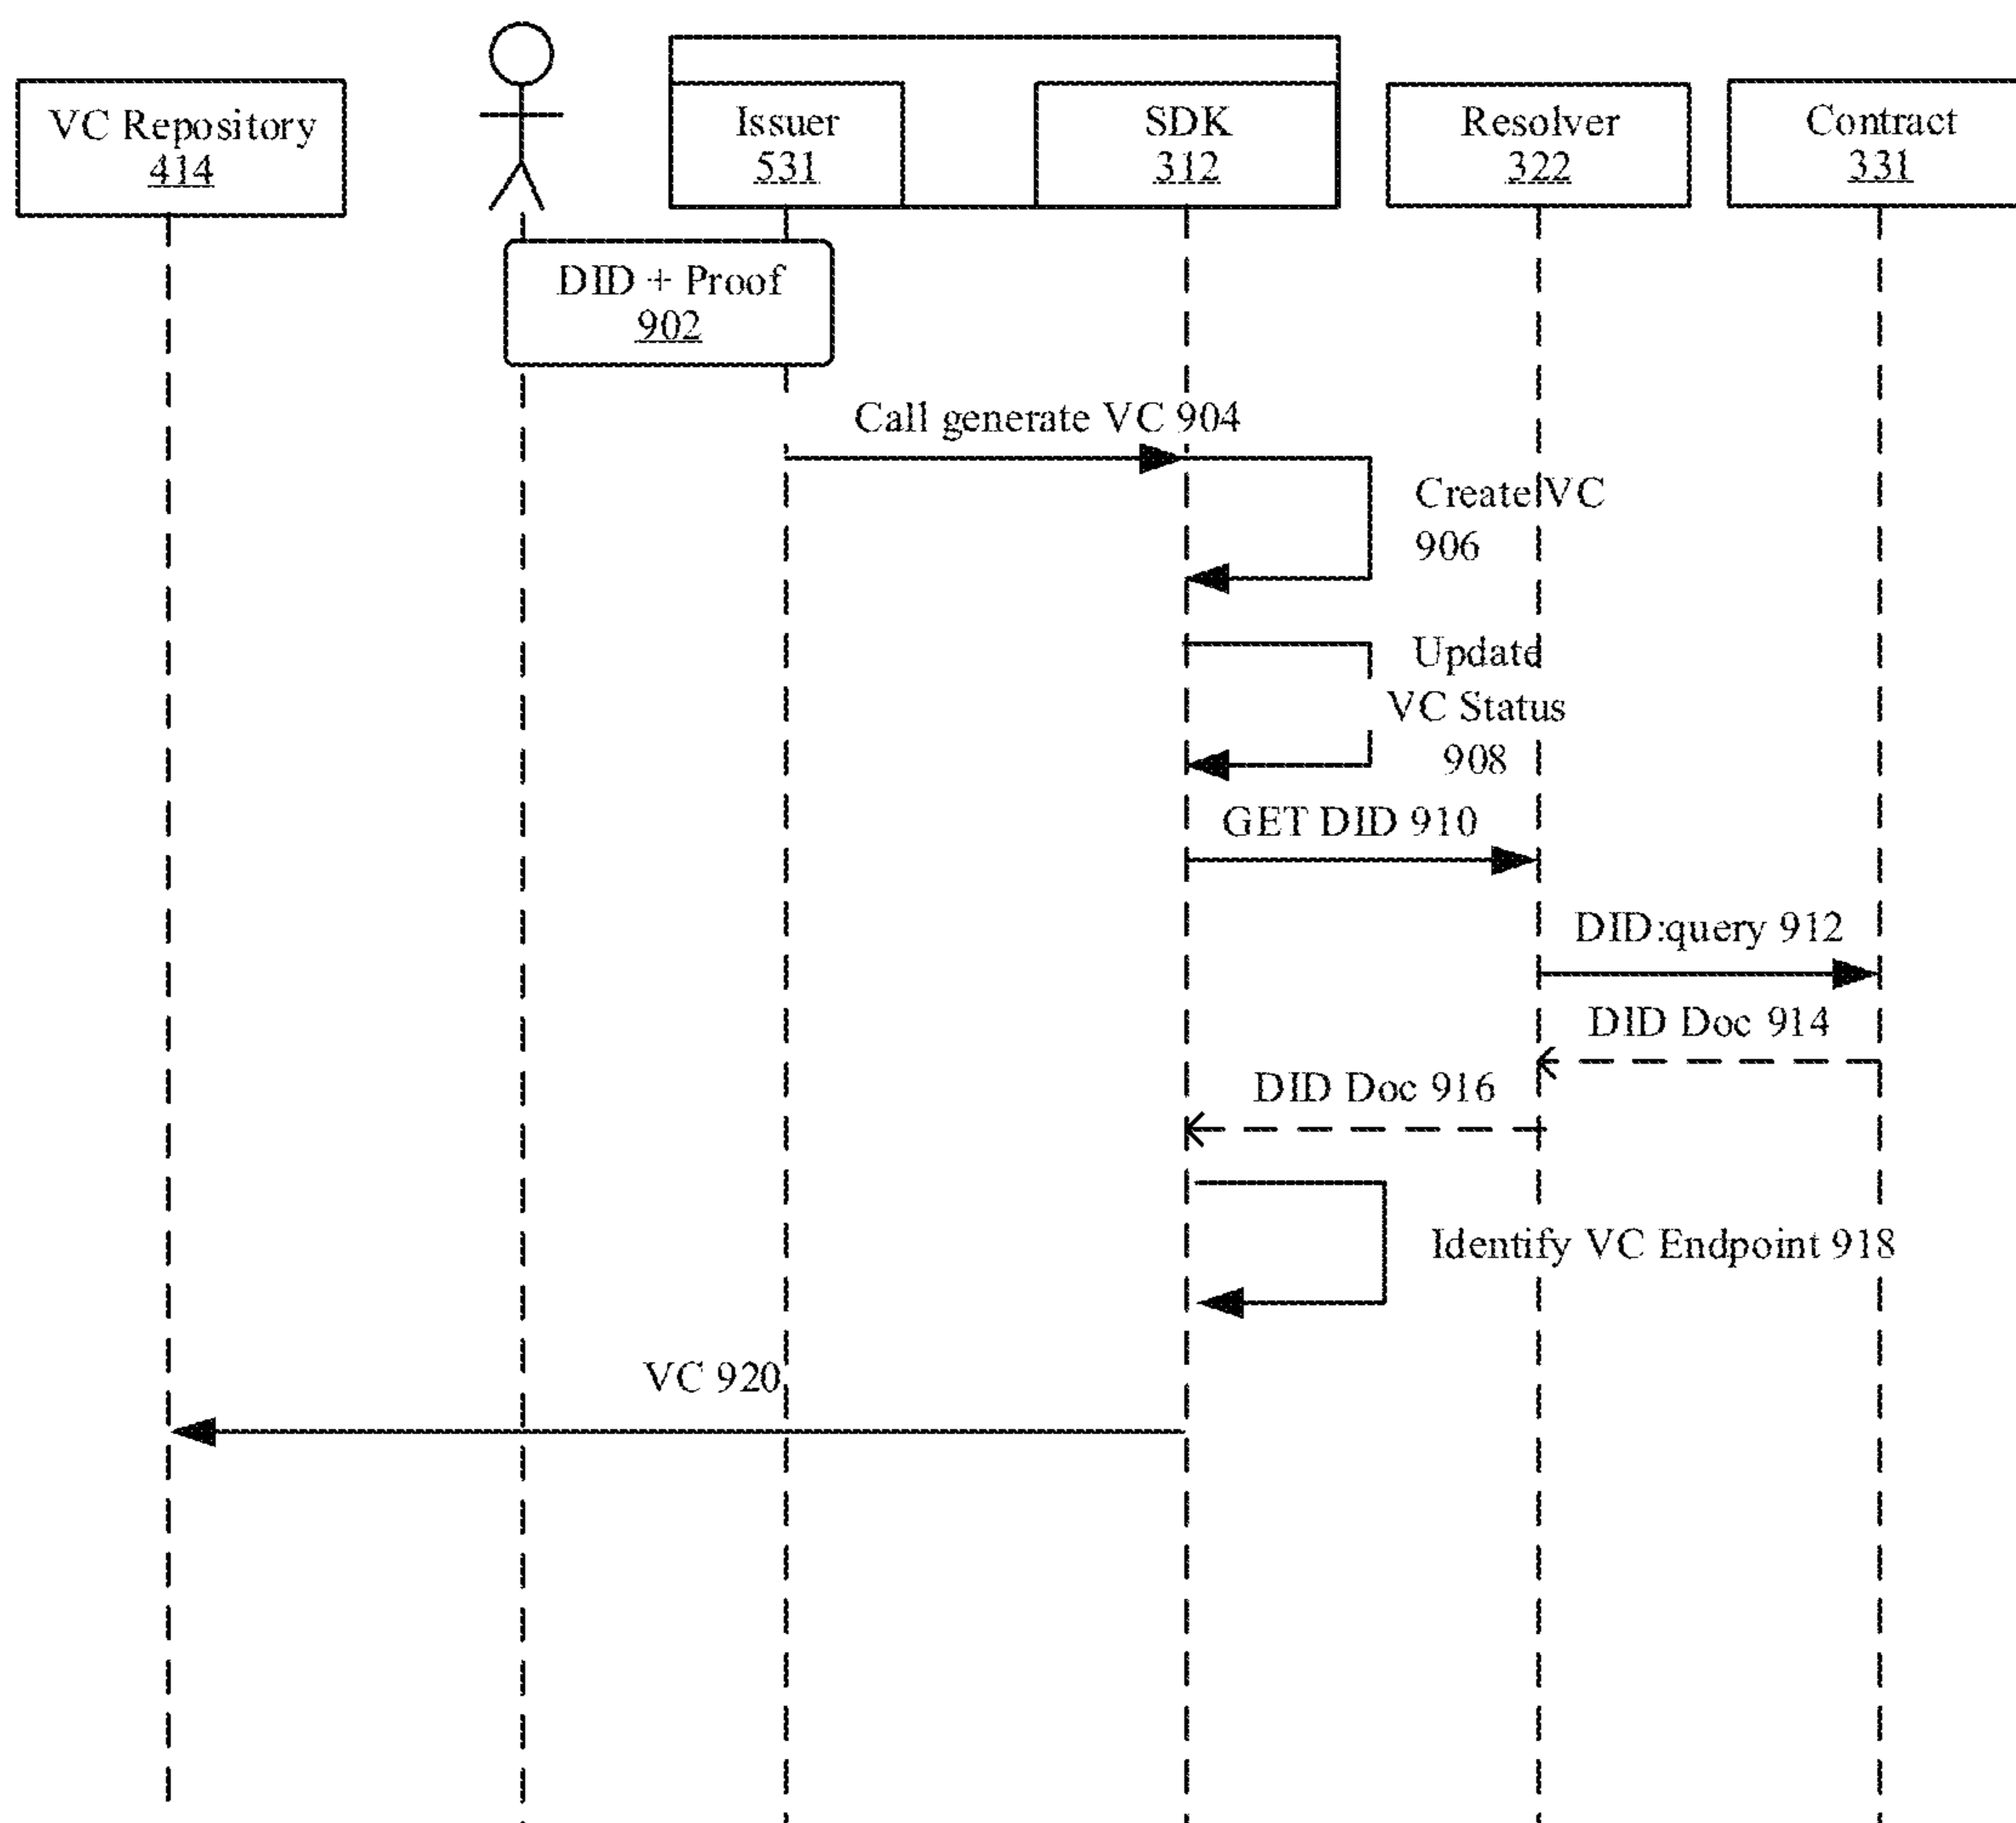 VC Repository
414
Issuer
531
SDK
312
Resolver
322
Contract
331
DID + Proof
902
Call generate VC 904
Create VC
906
Update
VC Status
908
GET DID 910
DID:query 912
DID Doc 914
DID Doc 916
Identify VC Endpoint 918
VC 920